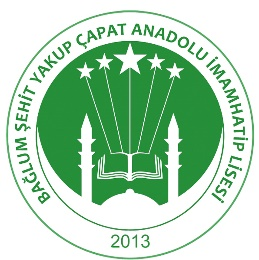 BAĞLUM ŞEHİT YAKUP ÇAPAT ANADOLU İMAMHATİP LİSESİ
2013